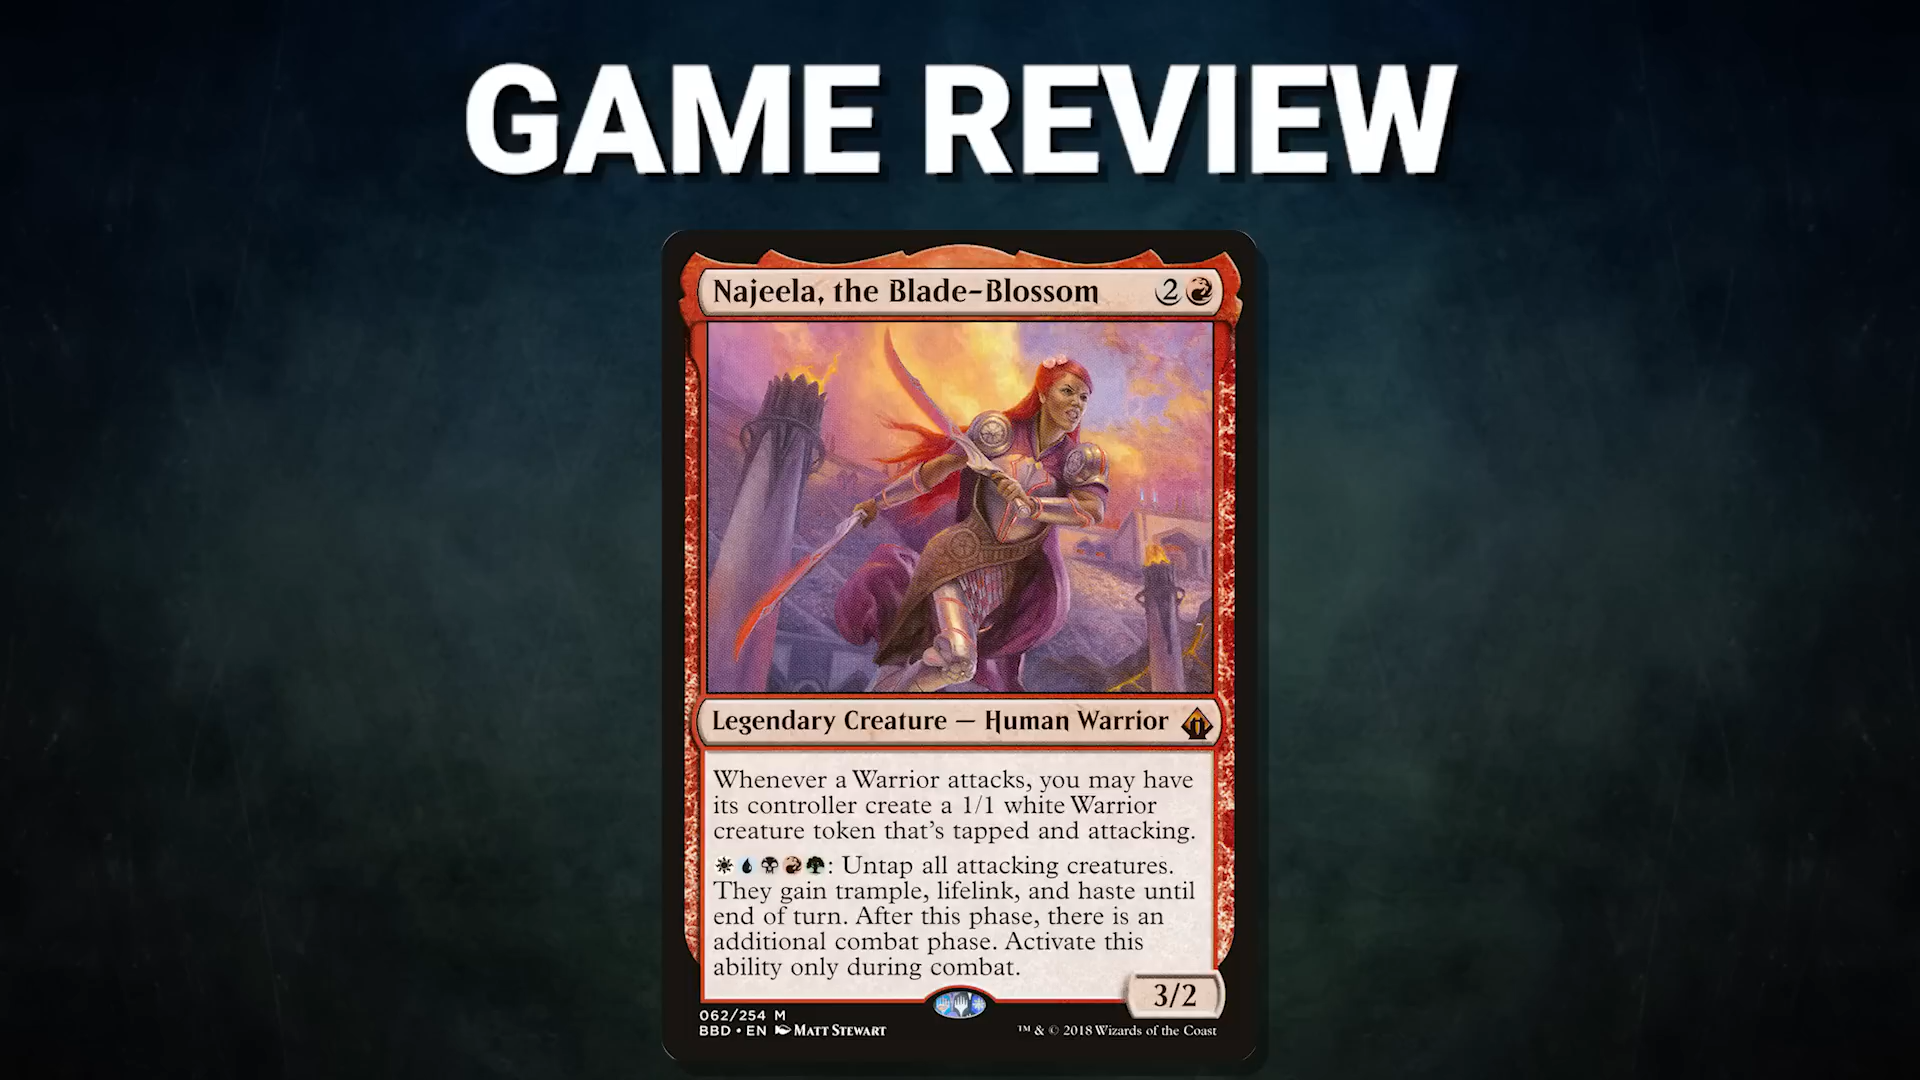 GAME REVIEW
Najeela, the Blade-Blossom 2
Legendary Creature — Human Warrior
Whenever a Warrior attacks, you may have
its controller create a 1/1 white Warrior
creature token that's tapped and attacking.
: Untap all attacking creatures.
They gain trample, lifelink, and haste until
end of turn. After this phase, there is an
additional combat phase. Activate this
ability only during combat.
3/2
062/254 M
BBD • EN Matt Stewart
™ & © 2018 Wizards of the Coast